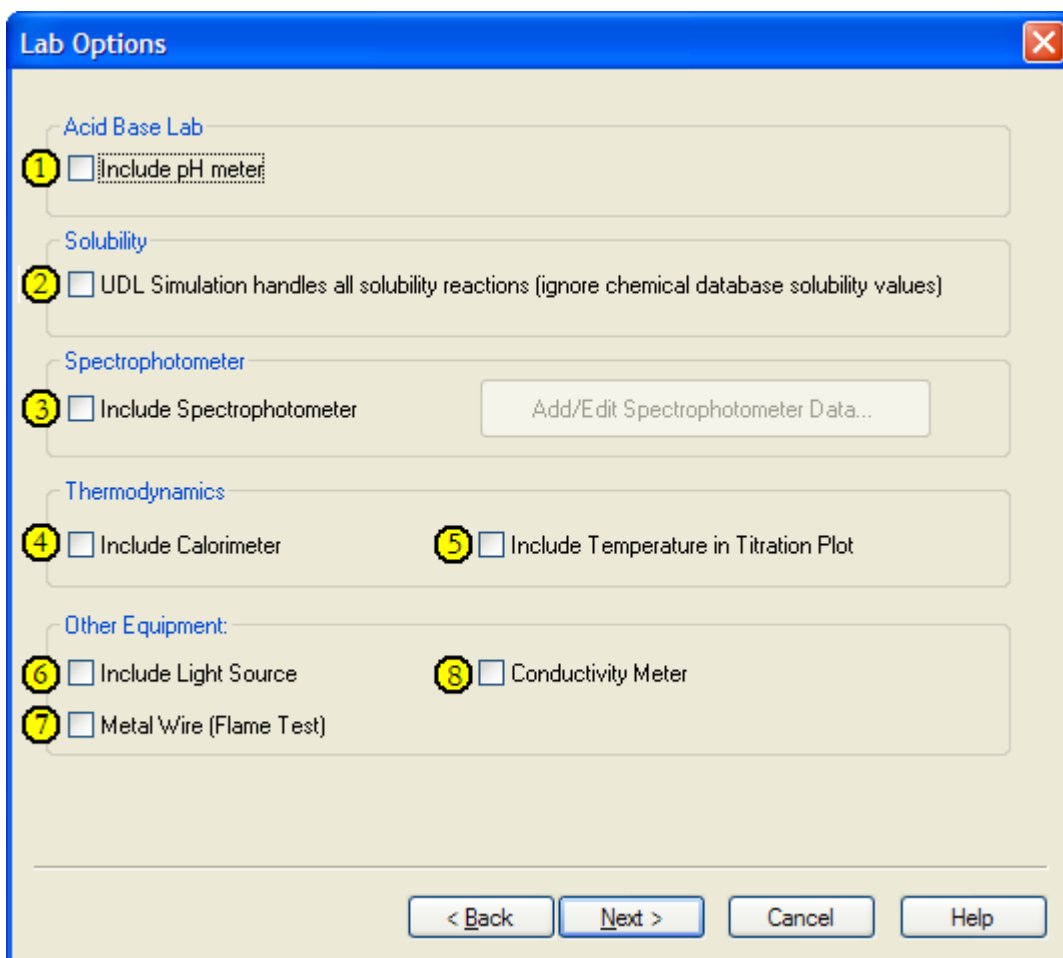 Lab Options
Acid Base Lab
1 Include pH meter
Solubility
2 UDL Simulation handles all solubility reactions (ignore chemical database solubility values)
Spectrophotometer
3 Include Spectrophotometer Add/Edit Spectrophotometer Data...
Thermodynamics
4 Include Calorimeter 5 Include Temperature in Titration Plot
Other Equipment:
6 Include Light Source 8 Conductivity Meter
7 Metal Wire (Flame Test)
< Back Next > Cancel Help